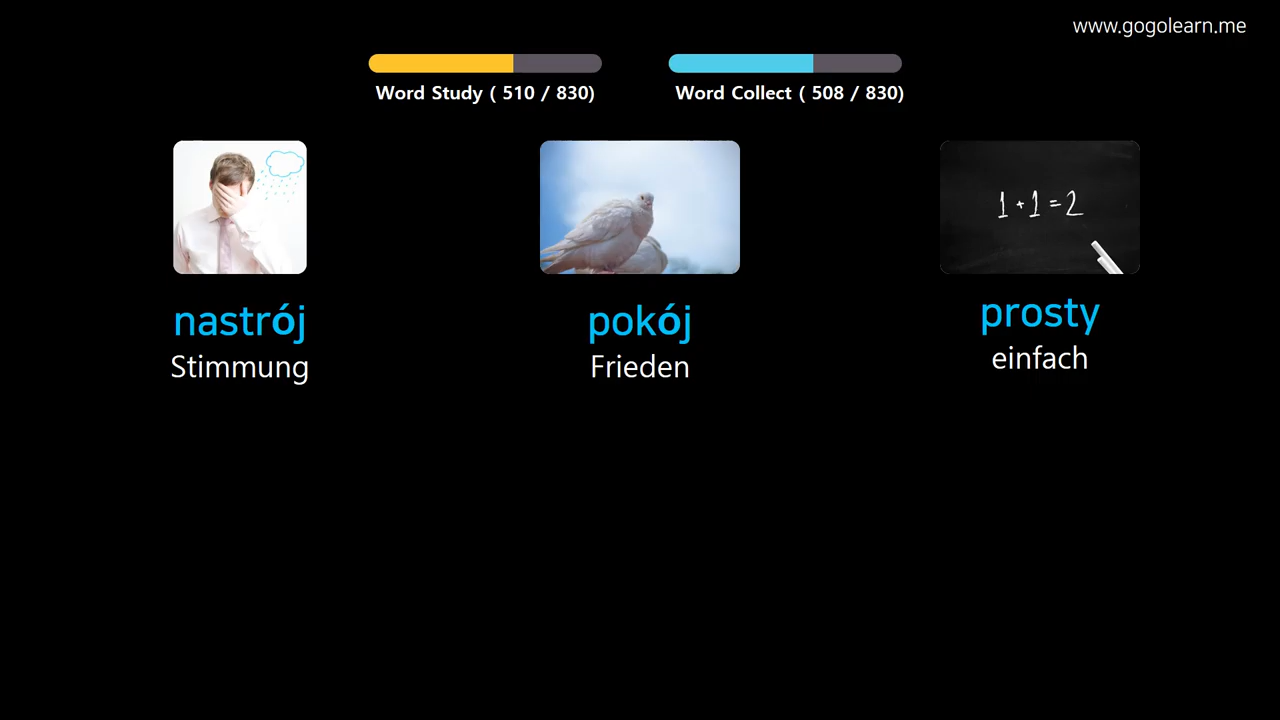 www.gogolearn.me
Word Study ( 510 / 830)
Word Collect ( 508 / 830)
1 + 1 = 2
nastrój
Stimmung
pokój
Frieden
prosty
einfach